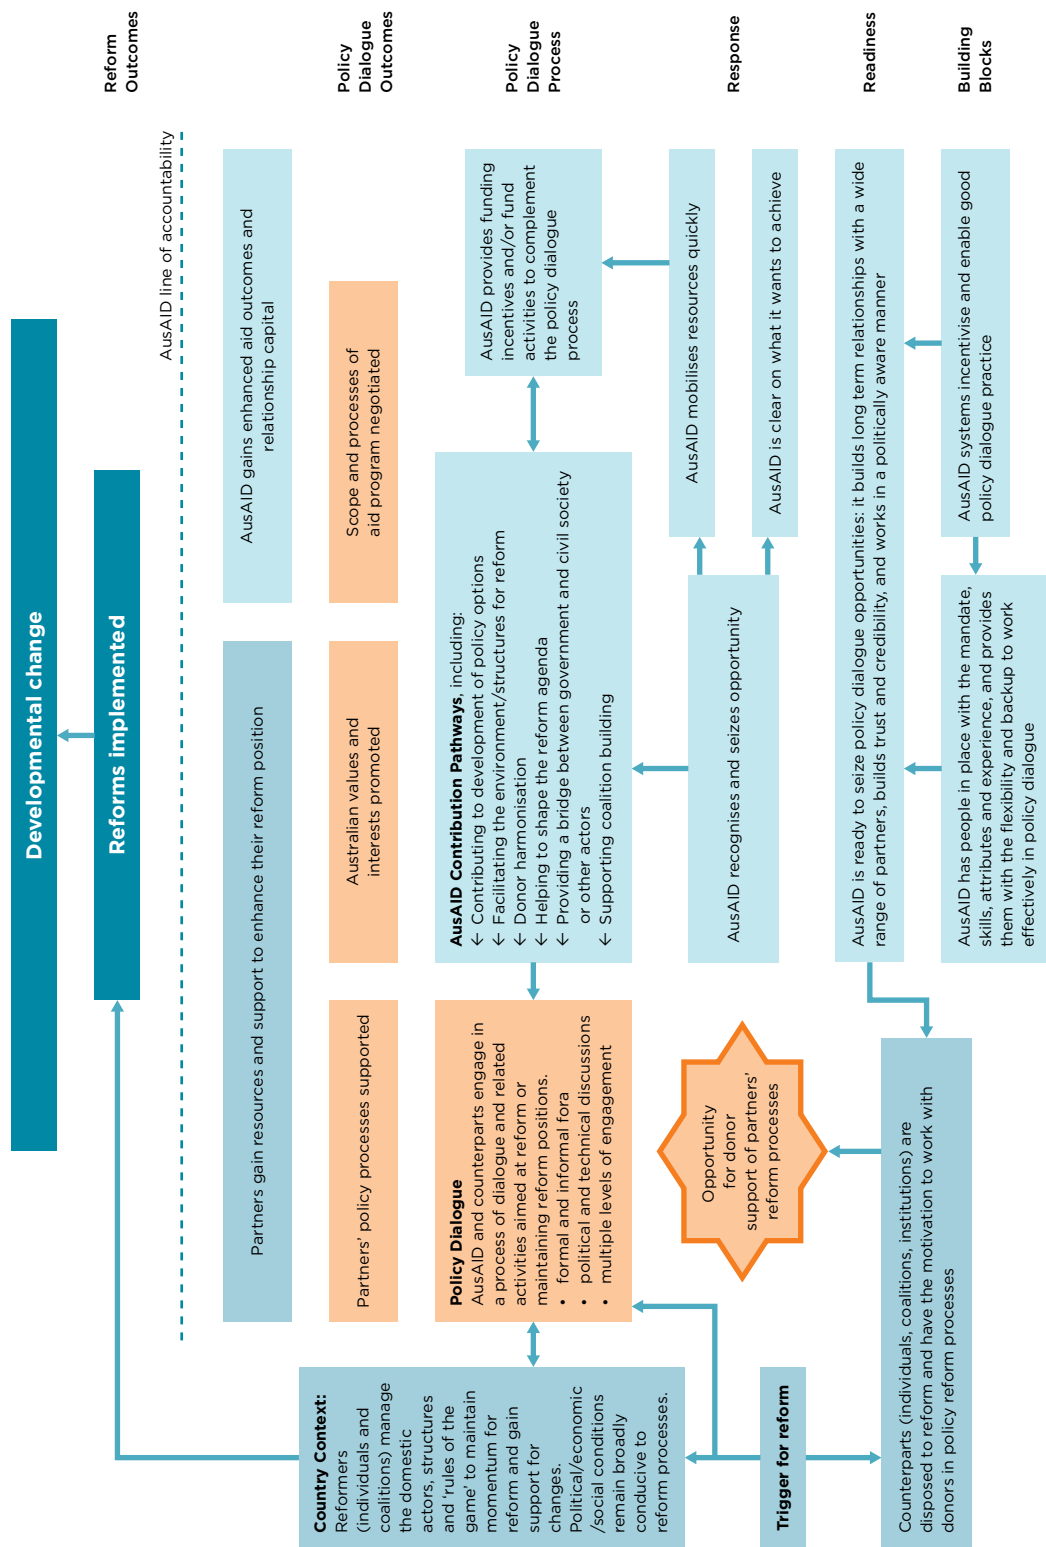 Developmental change
Reforms implemented
Reform
Outcomes
AusAID line of accountability
Partners gain resources and support to enhance their reform position
AusAID gains enhanced aid outcomes and
relationship capital
Partners’ policy processes supported
Australian values and
interests promoted
Scope and processes of
aid program negotiated
Policy
Dialogue
Outcomes
Country Context:
Reformers
(individuals and
coalitions) manage
the domestic
actors, structures
and ‘rules of the
game’ to maintain
momentum for
reform and gain
support for
changes.
Political/economic
/social conditions
remain broadly
conducive to
reform processes.
Policy Dialogue
AusAID and counterparts engage in
a process of dialogue and related
activities aimed at reform or
maintaining reform positions.
• formal and informal fora
• political and technical discussions
• multiple levels of engagement
AusAID Contribution Pathways, including:
← Contributing to development of policy options
← Facilitating the environment/structures for reform
← Donor harmonisation
← Helping to shape the reform agenda
← Providing a bridge between government and civil society
or other actors
← Supporting coalition building
AusAID provides funding
incentives and/or fund
activities to complement
the policy dialogue
process
Policy
Dialogue
Process
Trigger for reform
Opportunity
for donor
support of partners’
reform processes
AusAID recognises and seizes opportunity
AusAID mobilises resources quickly
AusAID is clear on what it wants to achieve
Response
Counterparts (individuals, coalitions, institutions) are
disposed to reform and have the motivation to work with
donors in policy reform processes
AusAID is ready to seize policy dialogue opportunities: it builds long term relationships with a wide
range of partners, builds trust and credibility, and works in a politically aware manner
Readiness
AusAID has people in place with the mandate,
skills, attributes and experience, and provides
them with the flexibility and backup to work
effectively in policy dialogue
AusAID systems incentivise and enable good
policy dialogue practice
Building
Blocks